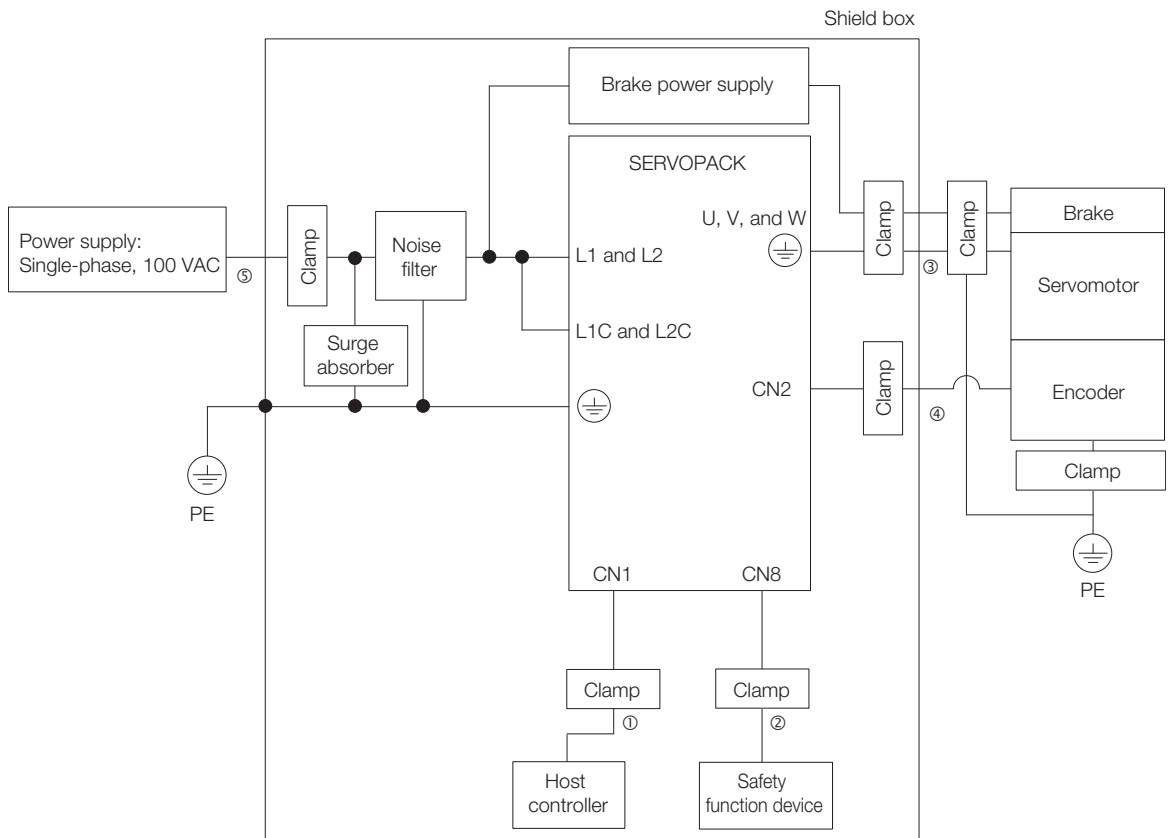 Shield box
Brake power supply
SERVOPACK
U, V, and W
Clamp
Clamp
Brake
Power supply:
Single-phase, 100 VAC
⑤
Clamp
Noise
filter
L1 and L2
③
Servomotor
L1C and L2C
Surge
absorber
CN2
Clamp
④
Encoder
Clamp
PE
PE
CN1
CN8
Clamp
①
Clamp
②
Host
controller
Safety
function device